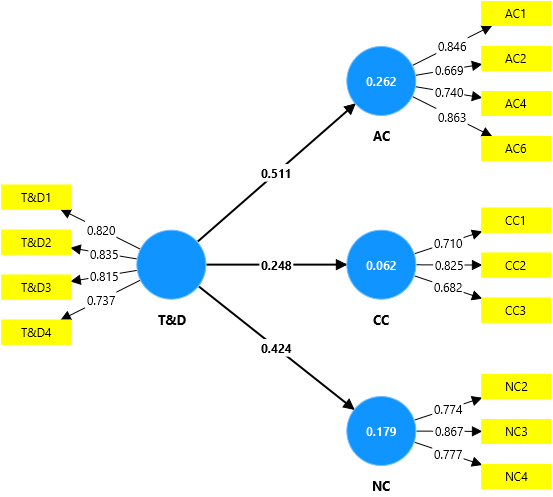 AC1
0.846
AC2
0.669
0.262
0.740
AC4
0.863
AC
AC6
0.511
T&D1
0.820
CC1
T&D2
0.710
0.835
0.248
0.062
0.825
CC2
0.815
T&D3
0.682
0.737
CC3
T&D
CC
T&D4
0.424
NC2
0.774
0.179
0.867
NC3
0.777
NC4
NC